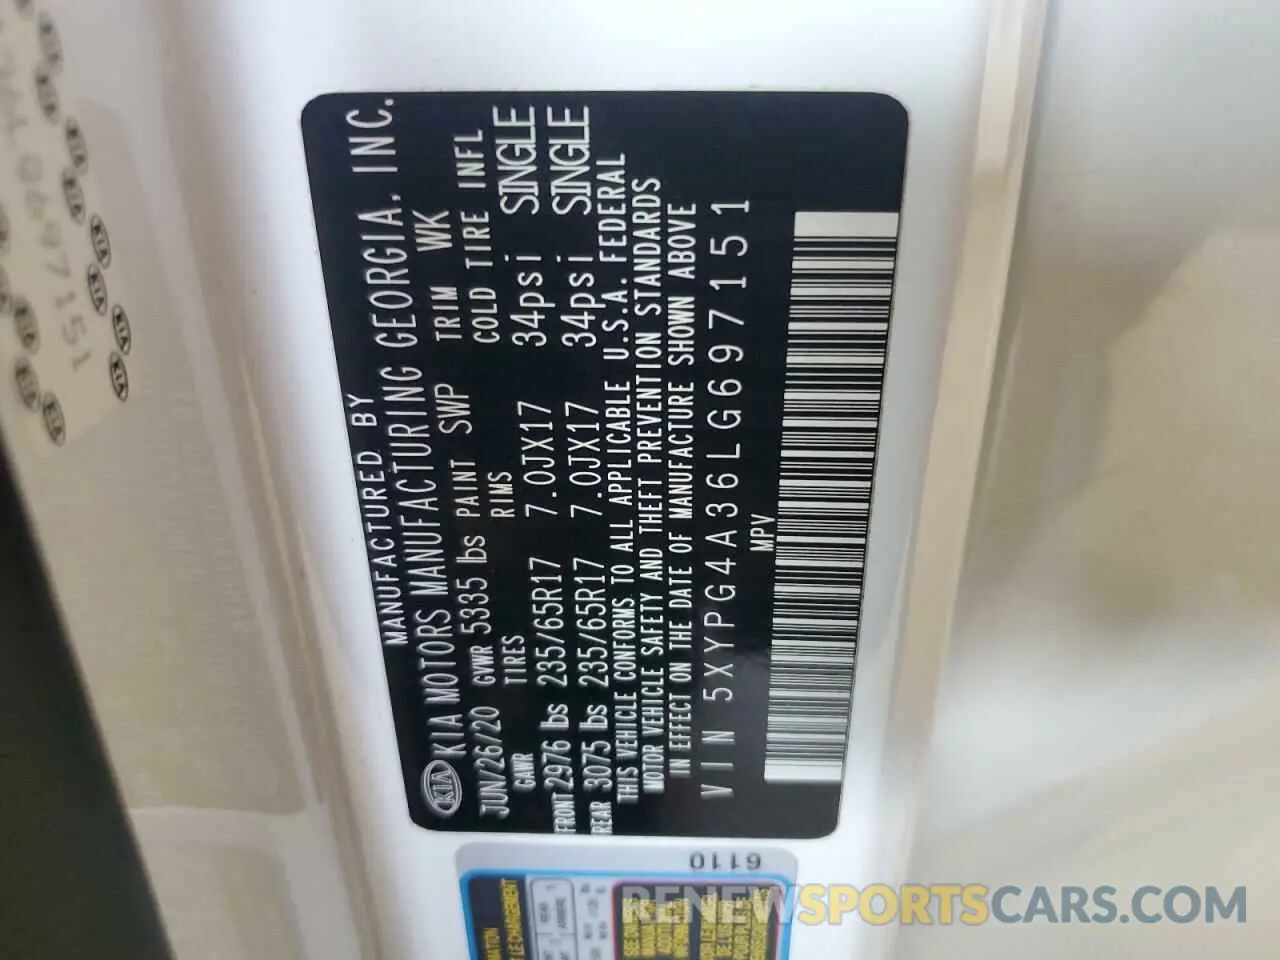 MANUFACTURED BY
KIA KIA MOTORS MANUFACTURING GEORGIA, INC.
JUN/26/20 GVWR 5335 lbs PAINT SWP TRIM WK
GAWR TIRES RIMS COLD TIRE INFL
FRONT 2976 lbs 235/65R17 7.0JX17 34psi SINGLE
REAR 3075 lbs 235/65R17 7.0JX17 34psi SINGLE
THIS VEHICLE CONFORMS TO ALL APPLICABLE U.S.A. FEDERAL
MOTOR VEHICLE SAFETY AND THEFT PREVENTION STANDARDS
IN EFFECT ON THE DATE OF MANUFACTURE SHOWN ABOVE
VIN 5XYPG4A36LG697151
MPV
6110
RENEWSPORTSCARS.COM